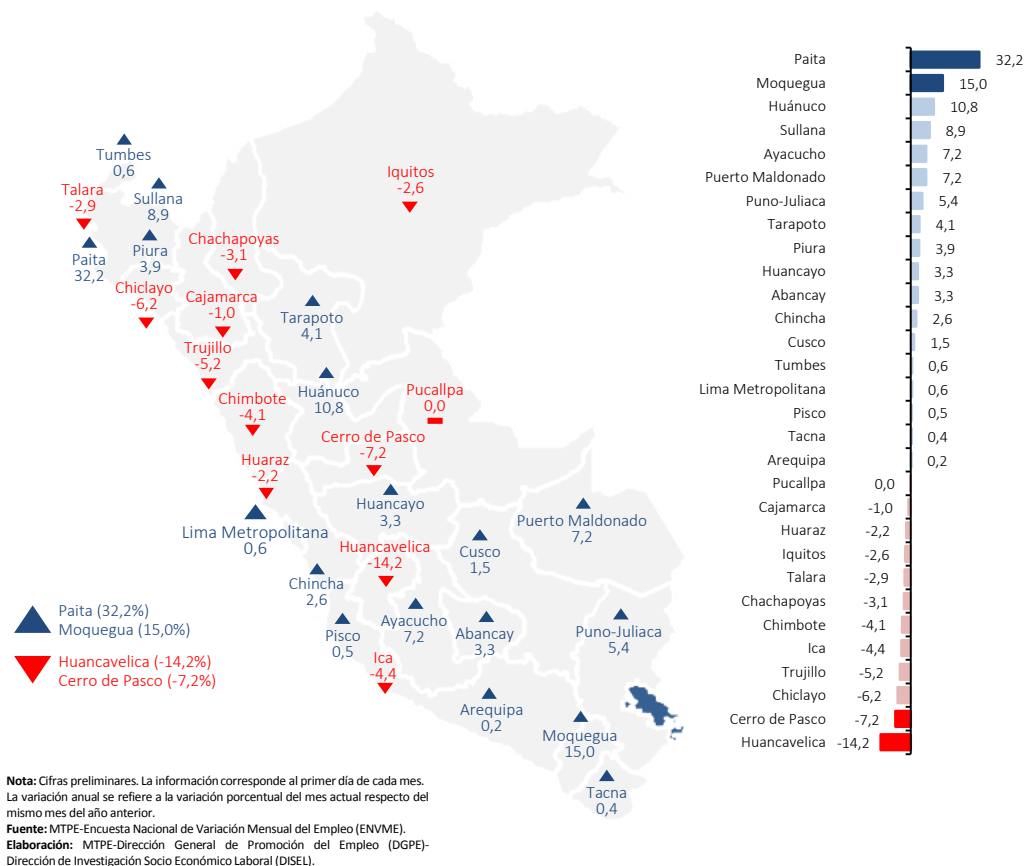 Tumbes
0,6
Talara
-2,9
Sullana
8,9
Paita
32,2
Piura
3,9
Iquitos
-2,6
Chachapoyas
-3,1
Chiclayo
-6,2
Cajamarca
-1,0
Tarapoto
4,1
Trujillo
-5,2
Huánuco
10,8
Pucallpa
0,0
Chimbote
-4,1
Cerro de Pasco
-7,2
Huaraz
-2,2
Huancayo
3,3
Puerto Maldonado
7,2
Lima Metropolitana
0,6
Huancavelica
-14,2
Cusco
1,5
Chincha
2,6
Pisco
0,5
Ayacucho
7,2
Abancay
3,3
Puno-Juliaca
5,4
Ica
-4,4
Arequipa
0,2
Moquegua
15,0
Tacna
0,4
Paita (32,2%)
Moquegua (15,0%)
Huancavelica (-14,2%)
Cerro de Pasco (-7,2%)
Paita 32,2
Moquegua 15,0
Huánuco 10,8
Sullana 8,9
Ayacucho 7,2
Puerto Maldonado 7,2
Puno-Juliaca 5,4
Tarapoto 4,1
Piura 3,9
Huancayo 3,3
Abancay 3,3
Chincha 2,6
Cusco 1,5
Tumbes 0,6
Lima Metropolitana 0,6
Pisco 0,5
Tacna 0,4
Arequipa 0,2
Pucallpa 0,0
Cajamarca -1,0
Huaraz -2,2
Iquitos -2,6
Talara -2,9
Chachapoyas -3,1
Chimbote -4,1
Ica -4,4
Trujillo -5,2
Chiclayo -6,2
Cerro de Pasco -7,2
Huancavelica -14,2
Nota: Cifras preliminares. La información corresponde al primer día de cada mes.
La variación anual se refiere a la variación porcentual del mes actual respecto del
mismo mes del año anterior.
Fuente: MTPE-Encuesta Nacional de Variación Mensual del Empleo (ENVME).
Elaboración: MTPE-Dirección General de Promoción del Empleo (DGPE)-
Dirección de Investigación Socio Económico Laboral (DISEL).